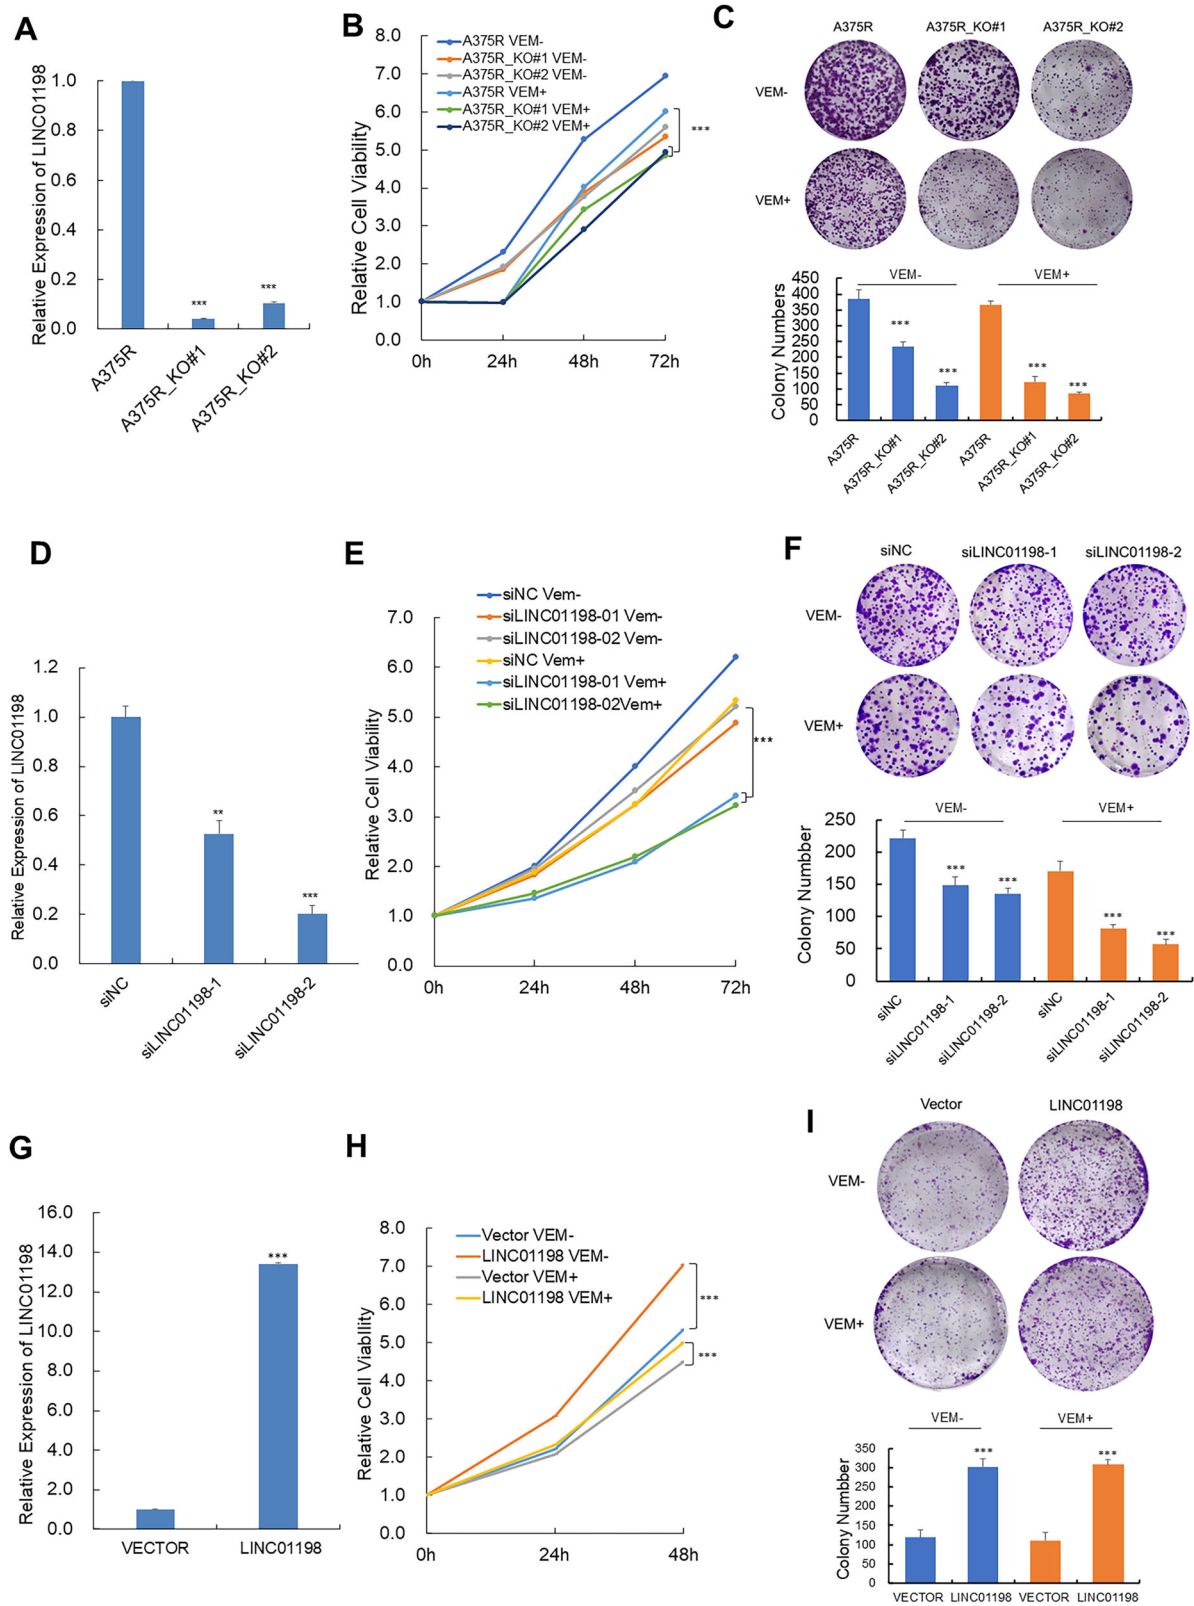 A
Relative Expression of LINC01198
1.0
0.8
0.6
0.4
0.2
0.0
***
***
A375R
A375R_KO#1
A375R_KO#2
B
Relative Cell Viability
8.0
7.0
6.0
5.0
4.0
3.0
2.0
1.0
0.0
A375R VEM-
A375R_KO#1 VEM-
A375R_KO#2 VEM-
A375R VEM+
A375R_KO#1 VEM+
A375R_KO#2 VEM+
***
0h 24h 48h 72h
C
A375R A375R_KO#1 A375R_KO#2
VEM-
VEM+
Colony Numbers
450
400
350
300
250
200
150
100
50
0
VEM- VEM+
*** *** *** ***
A375R A375R_KO#1 A375R_KO#2 A375R A375R_KO#1 A375R_KO#2
D
Relative Expression of LINC01198
1.2
1.0
0.8
0.6
0.4
0.2
0.0
**
***
siNC
siLINC01198-1
siLINC01198-2
E
Relative Cell Viability
7.0
6.0
5.0
4.0
3.0
2.0
1.0
0.0
siNC Vem-
siLINC01198-01 Vem-
siLINC01198-02 Vem-
siNC Vem+
siLINC01198-01 Vem+
siLINC01198-02Vem+
***
0h 24h 48h 72h
F
siNC siLINC01198-1 siLINC01198-2
VEM-
VEM+
Colony Numbber
250
200
150
100
50
0
VEM- VEM+
*** *** *** ***
siNC siLINC01198-1 siLINC01198-2 siNC siLINC01198-1 siLINC01198-2
G
Relative Expression of LINC01198
16.0
14.0
12.0
10.0
8.0
6.0
4.0
2.0
0.0
***
VECTOR LINC01198
H
Relative Cell Viability
8.0
7.0
6.0
5.0
4.0
3.0
2.0
1.0
0.0
Vector VEM-
LINC01198 VEM-
Vector VEM+
LINC01198 VEM+
***
***
0h 24h 48h
I
Vector LINC01198
VEM-
VEM+
Colony Numbber
350
300
250
200
150
100
50
0
VEM- VEM+
*** ***
VECTOR LINC01198 VECTOR LINC01198